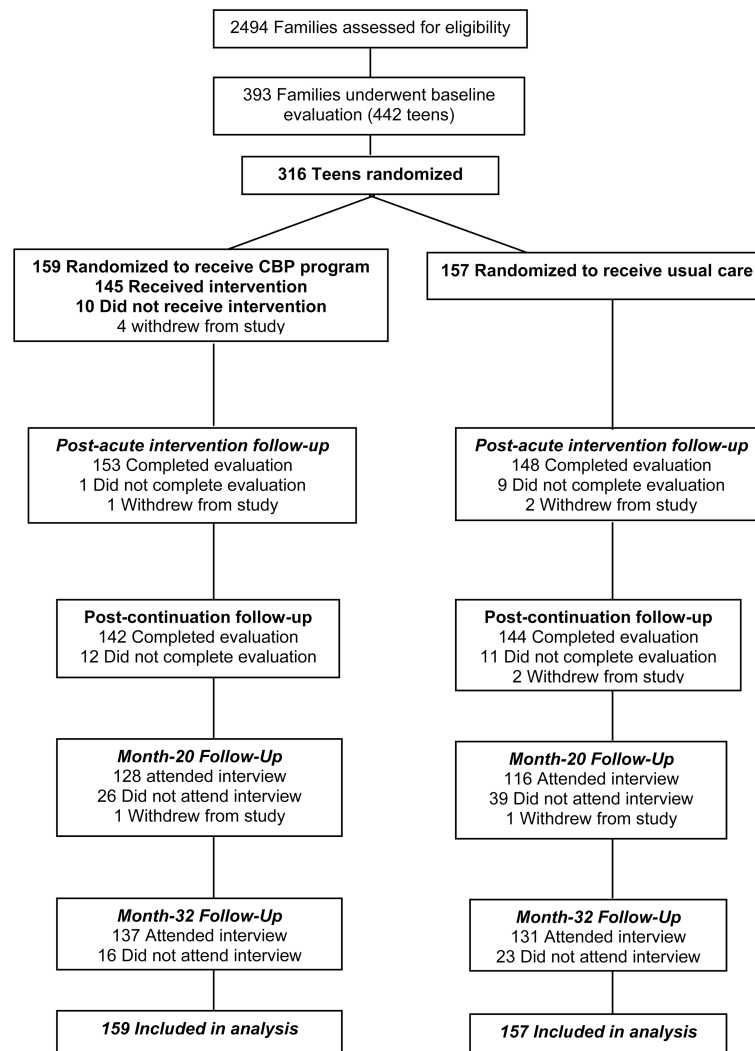 2494 Families assessed for eligibility
393 Families underwent baseline
evaluation (442 teens)
316 Teens randomized
159 Randomized to receive CBP program
145 Received intervention
10 Did not receive intervention
4 withdrew from study
157 Randomized to receive usual care
Post-acute intervention follow-up
153 Completed evaluation
1 Did not complete evaluation
1 Withdrew from study
Post-acute intervention follow-up
148 Completed evaluation
9 Did not complete evaluation
2 Withdrew from study
Post-continuation follow-up
142 Completed evaluation
12 Did not complete evaluation
Post-continuation follow-up
144 Completed evaluation
11 Did not complete evaluation
2 Withdrew from study
Month-20 Follow-Up
128 attended interview
26 Did not attend interview
1 Withdrew from study
Month-20 Follow-Up
116 Attended interview
39 Did not attend interview
1 Withdrew from study
Month-32 Follow-Up
137 Attended interview
16 Did not attend interview
Month-32 Follow-Up
131 Attended interview
23 Did not attend interview
159 Included in analysis
157 Included in analysis